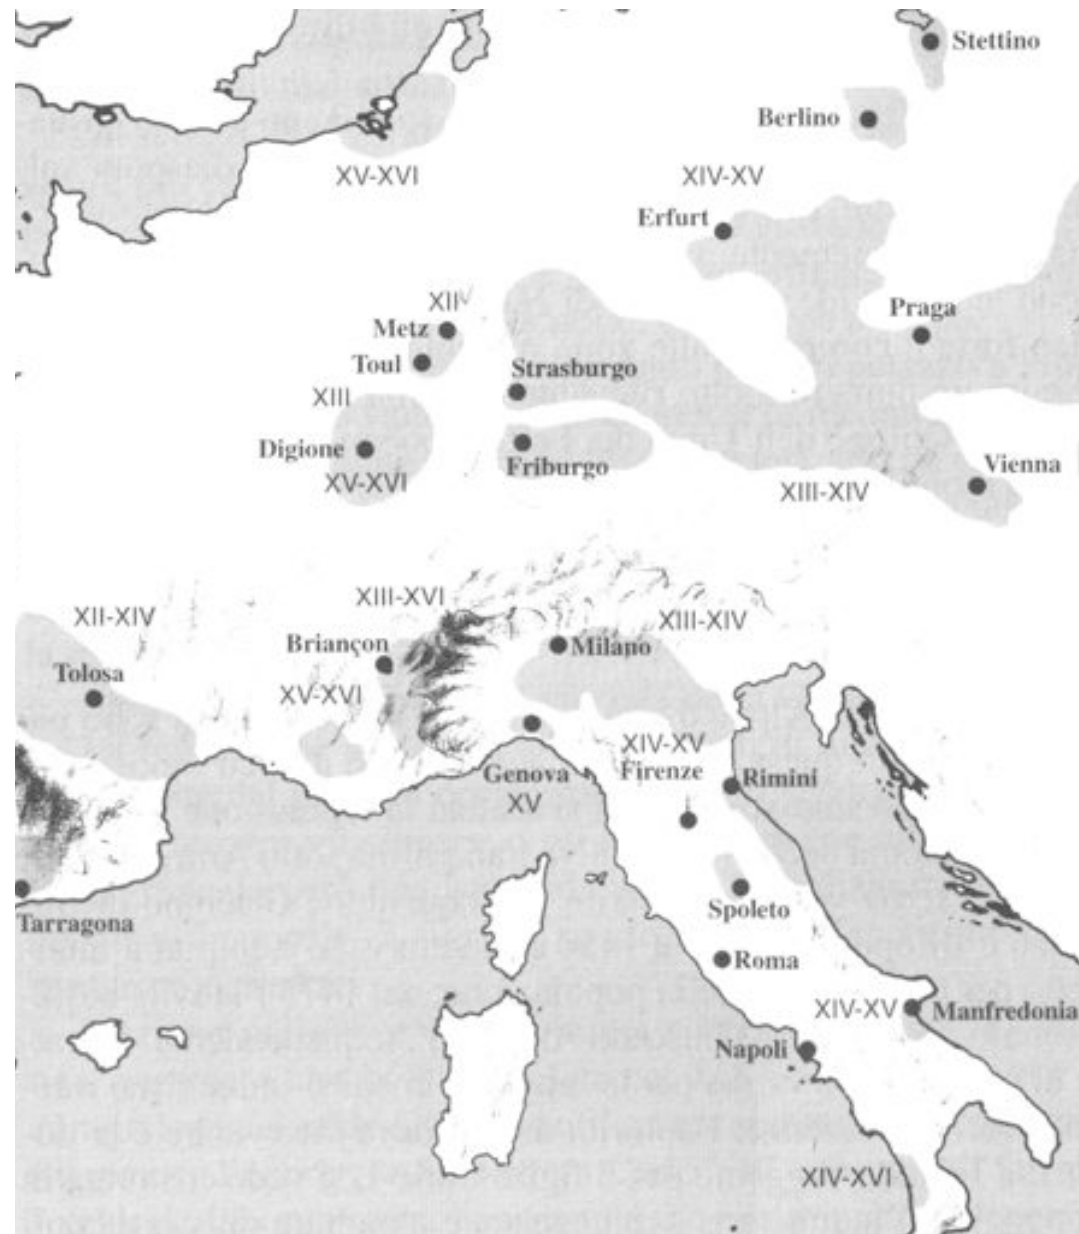 Stettino
Berlino
XV-XVI
XIV-XV
Erfurt
XII
Praga
Metz
Toul
Strasburgo
XIII
Digione
Friburgo
XV-XVI
Vienna
XIII-XIV
XIII-XVI
XII-XIV
XIII-XIV
Briançon
Milano
Tolosa
XV-XVI
XIV-XV
Firenze
Genova
XV
Rimini
Tarragona
Spoleto
Roma
XIV-XV
Manfredonia
Napoli
XIV-XVI